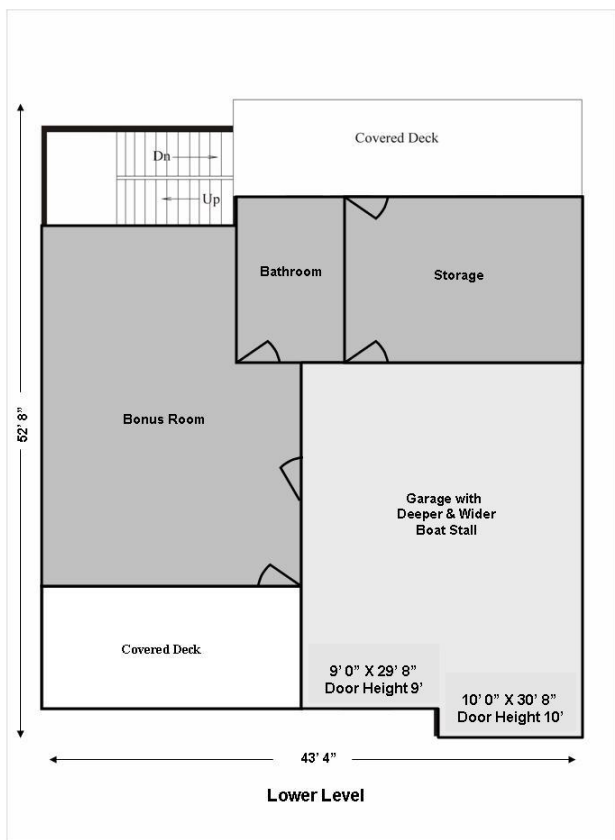 Covered Deck
Dn
Up
Bathroom
Storage
Bonus Room
52' 8"
Garage with
Deeper & Wider
Boat Stall
Covered Deck
9' 0" X 29' 8"
Door Height 9'
10' 0" X 30' 8"
Door Height 10'
43' 4"
Lower Level